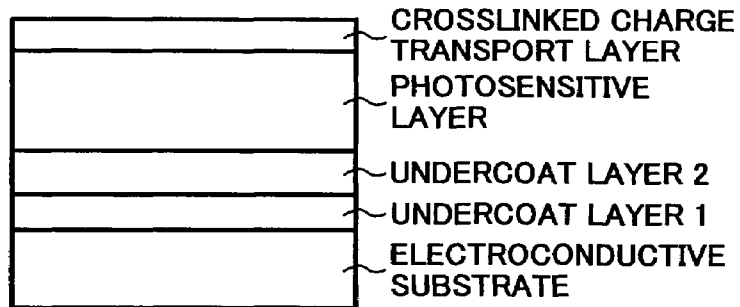 CROSSLINKED CHARGE
TRANSPORT LAYER
PHOTOSENSITIVE
LAYER
UNDERCOAT LAYER 2
UNDERCOAT LAYER 1
ELECTROCONDUCTIVE
SUBSTRATE